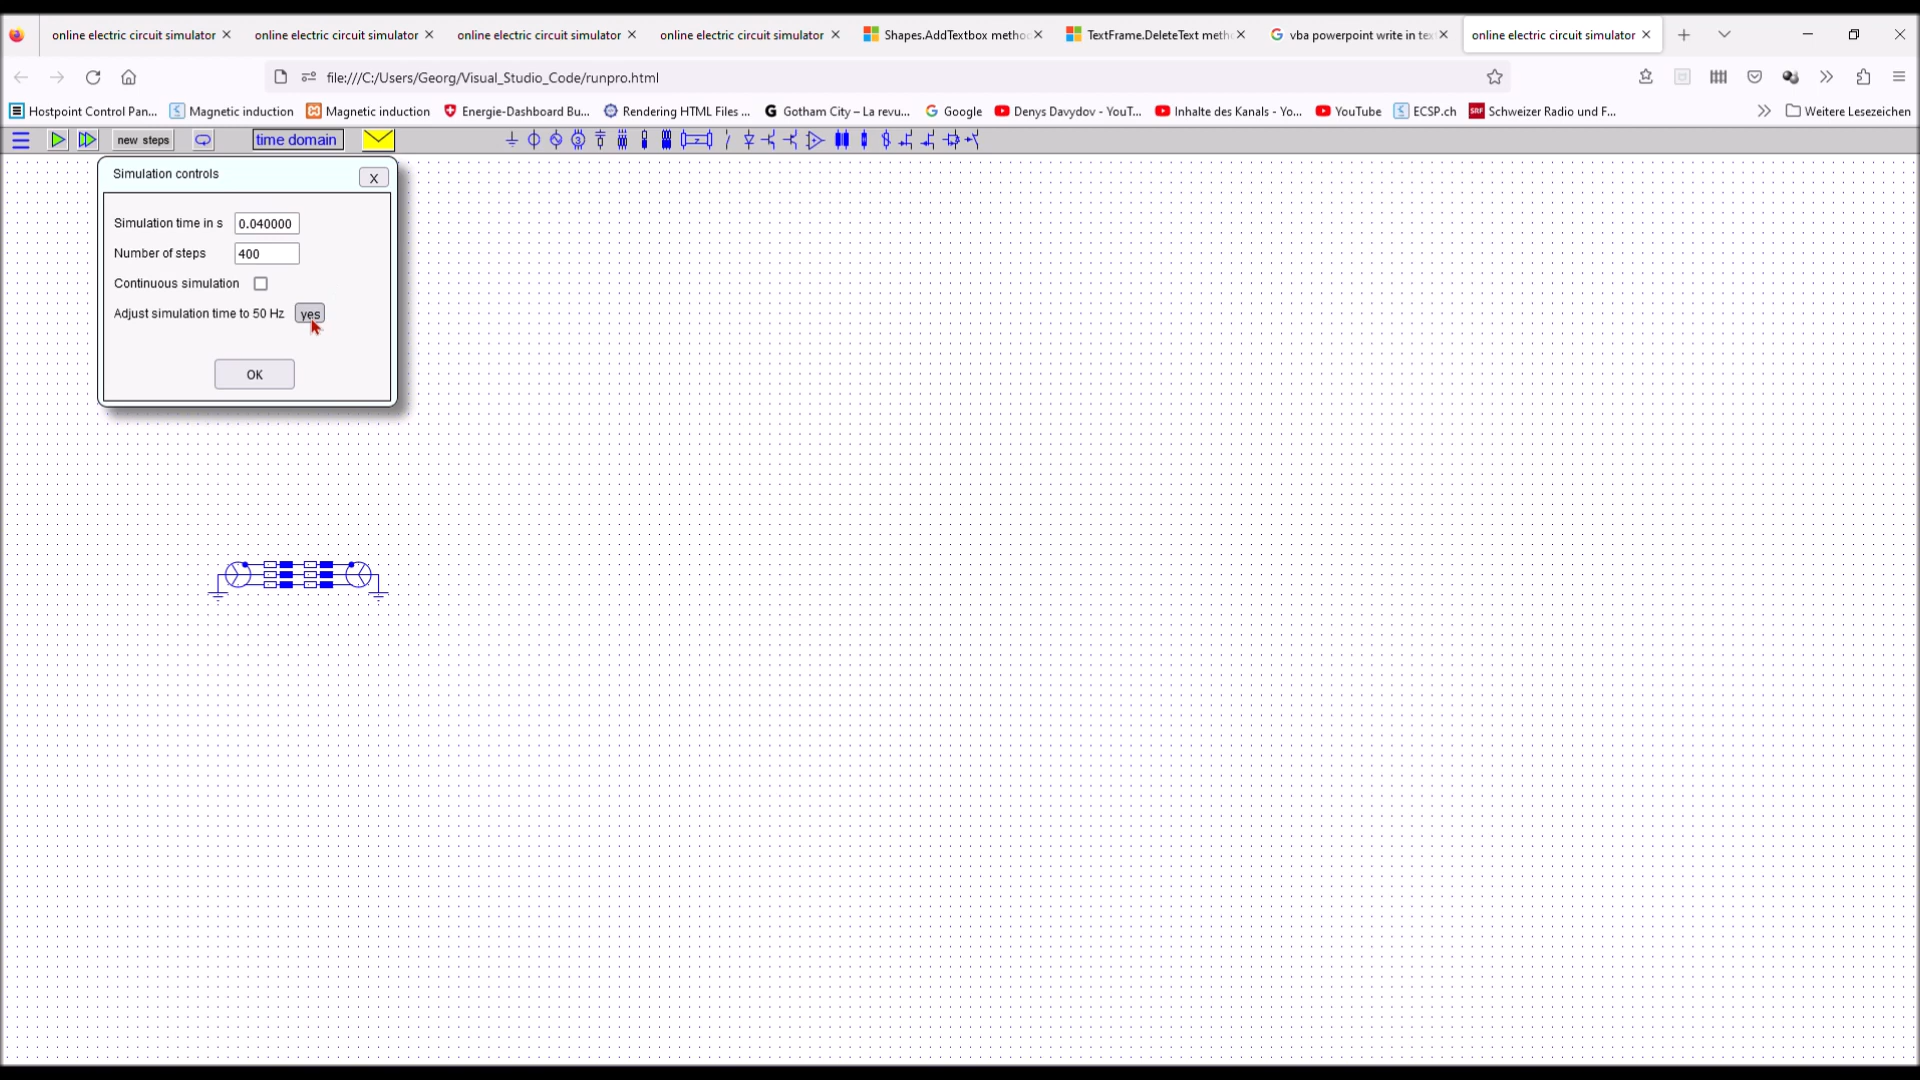 online electric circuit simulator
online electric circuit simulator
online electric circuit simulator
online electric circuit simulator
Shapes.AddTextbox metho
TextFrame.DeleteText meth
vba powerpoint write in tex
online electric circuit simulator
file:///C:/Users/Georg/Visual_Studio_Code/runpro.html
Hostpoint Control Pan...
Magnetic induction
Magnetic induction
Energie-Dashboard Bu...
Rendering HTML Files ...
Gotham City – La revu...
Google
Denys Davydov - YouT...
Inhalte des Kanals - Yo...
YouTube
ECSP.ch
SRF
Schweizer Radio und F...
Weitere Lesezeichen
new steps
time domain
3
Simulation controls
X
Simulation time in s 0.040000
Number of steps 400
Continuous simulation
Adjust simulation time to 50 Hz yes
OK